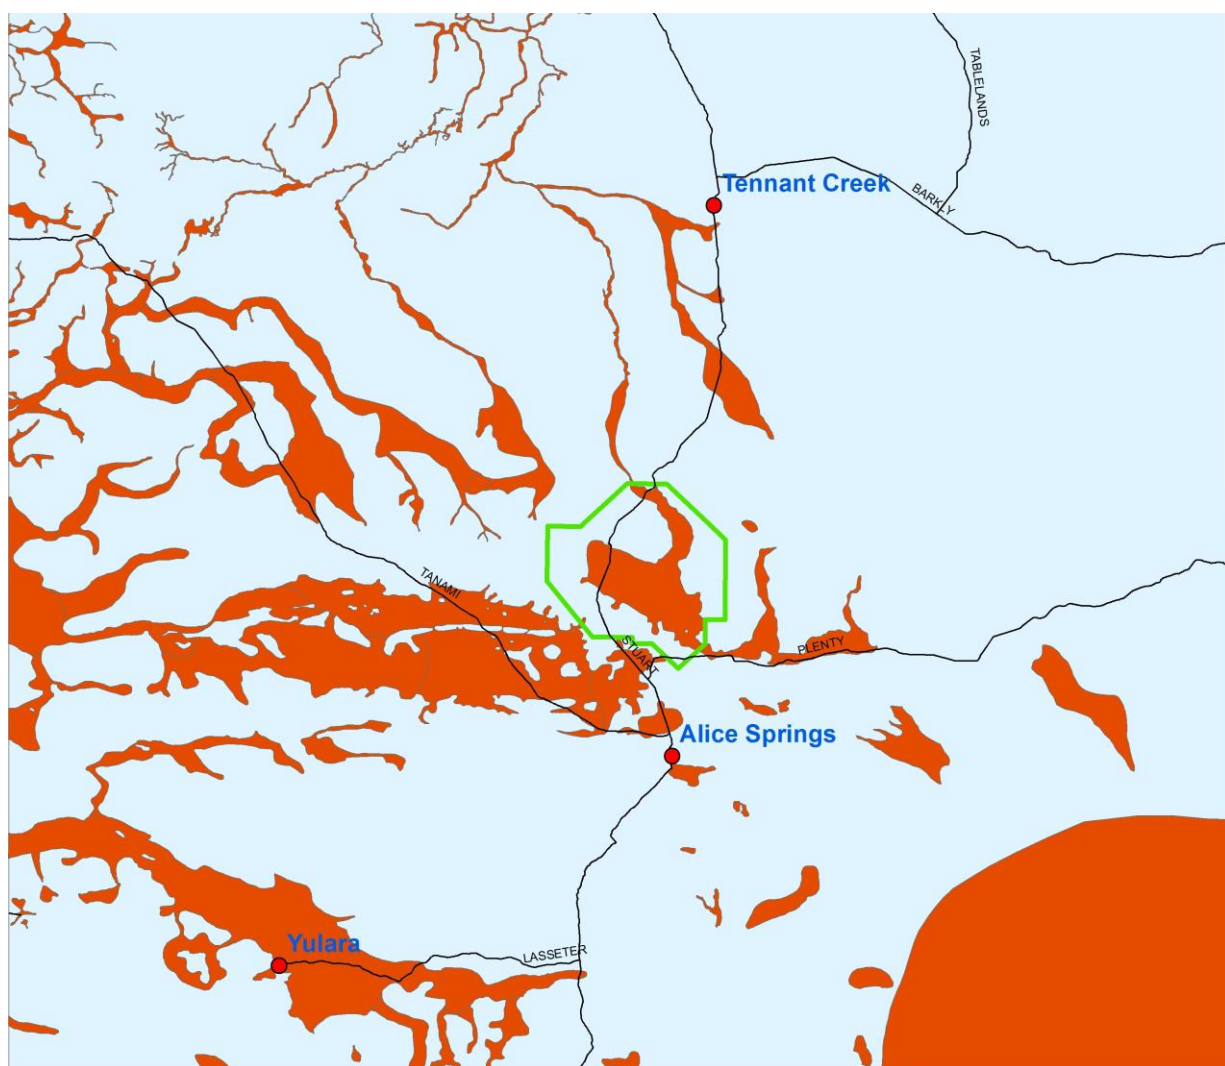 TABLELANDS
Tennant Creek
BARKLY
TANAMI
STUART
PLENTY
Alice Springs
Yulara
LASSETER